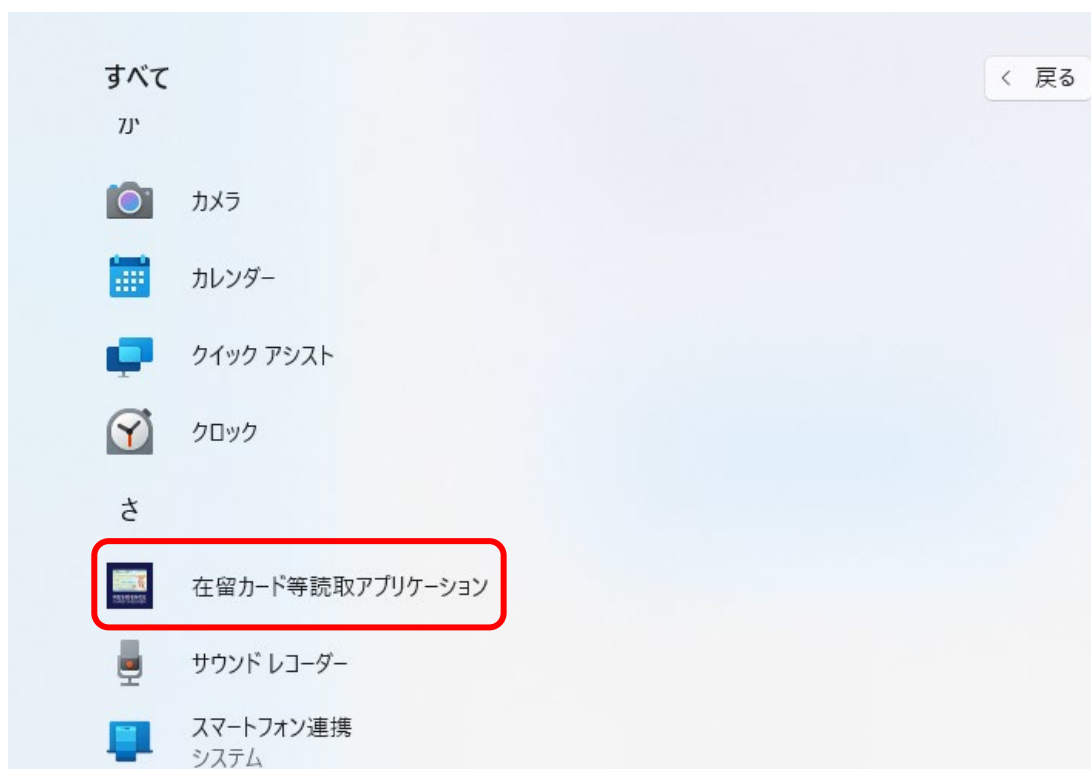 すべて
< 戻る
か
カメラ
カレンダー
クイック アシスト
クロック
さ
在留カード等読取アプリケーション
サウンド レコーダー
スマートフォン連携
システム